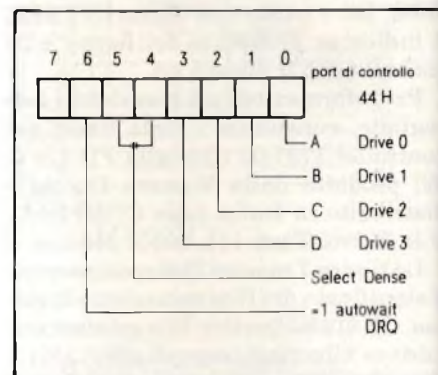 7 6 5 4 3 2 1 0
port di controllo
44 H
A Drive 0
B Drive 1
C Drive 2
D Drive 3
Select Dense
=1 autowait
DRQ